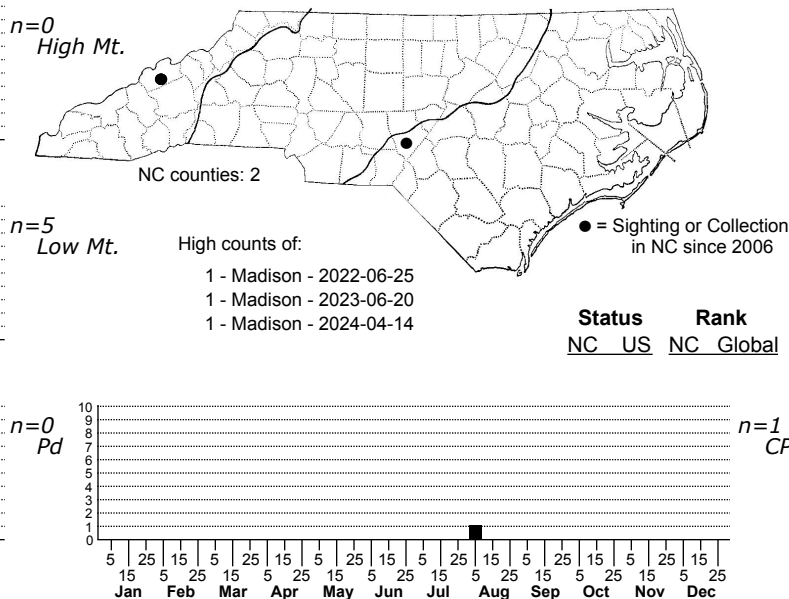 n=0
High Mt.
NC counties: 2
n=5
Low Mt.
High counts of:
1 - Madison - 2022-06-25
1 - Madison - 2023-06-20
1 - Madison - 2024-04-14
● = Sighting or Collection
in NC since 2006
Status Rank
NC US NC Global
n=0
Pd
10
9
8
7
6
5
4
3
2
1
0
n=1
CP
5 25 15 5 25 15 5 25 15 5 25 15 5 25 15 5 25 15
15 5 25 15 5 25 15 5 25 15 5 25 15 5 25 15 5 25
Jan Feb Mar Apr May Jun Jul Aug Sep Oct Nov Dec